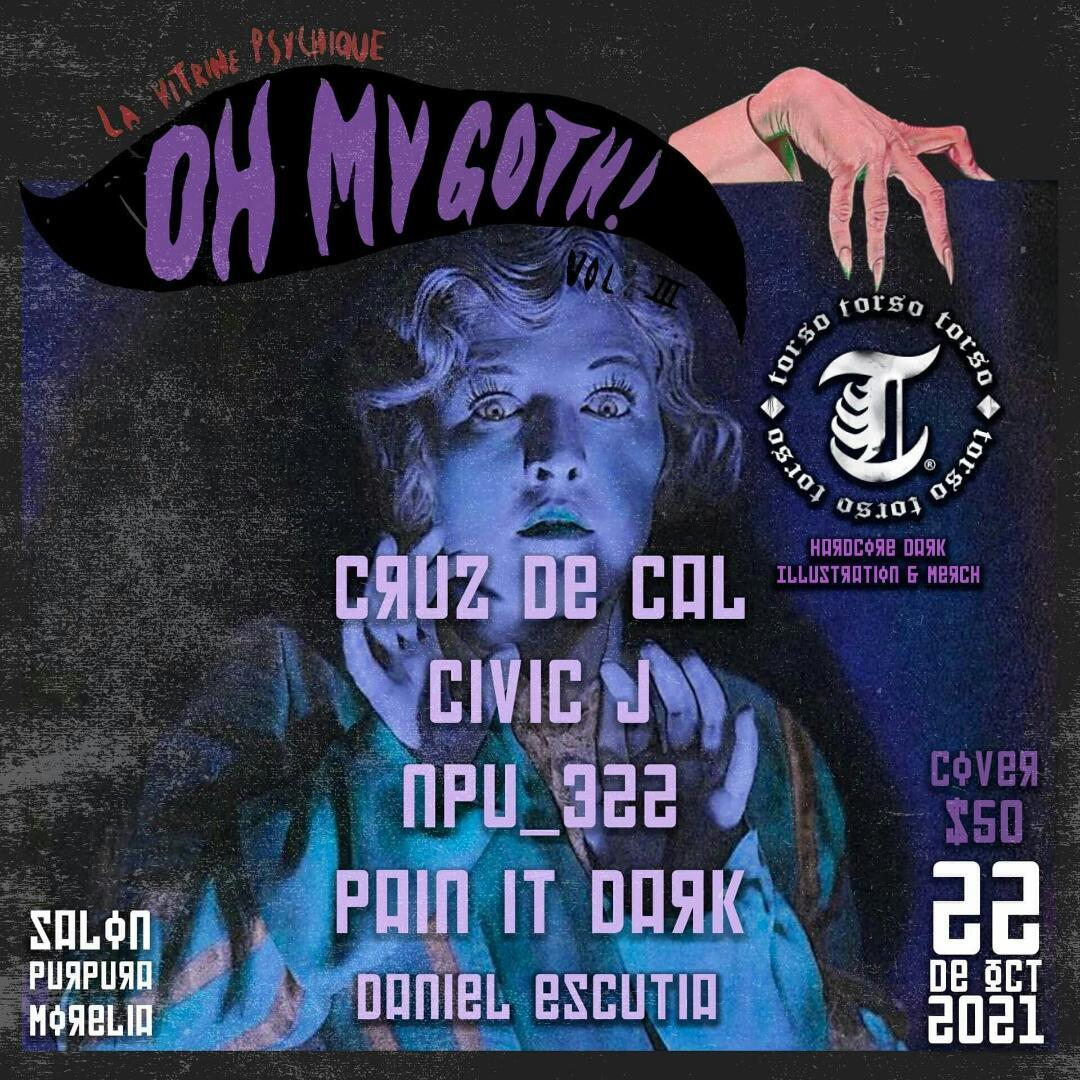 LA VITRINE PSYCHIQUE
OH MY GOTH!
VOL. III
torso torso torso torso torso torso
T
®
HARDCORE DARK
ILLUSTRATION & MERCH
CRUZ DE CAL
CIVIC J
NPU_322
PAIN IT DARK
DANIEL ESCUTIA
SALON
PURPURA
MORELIA
COVER
$50
22
DE OCT
2021